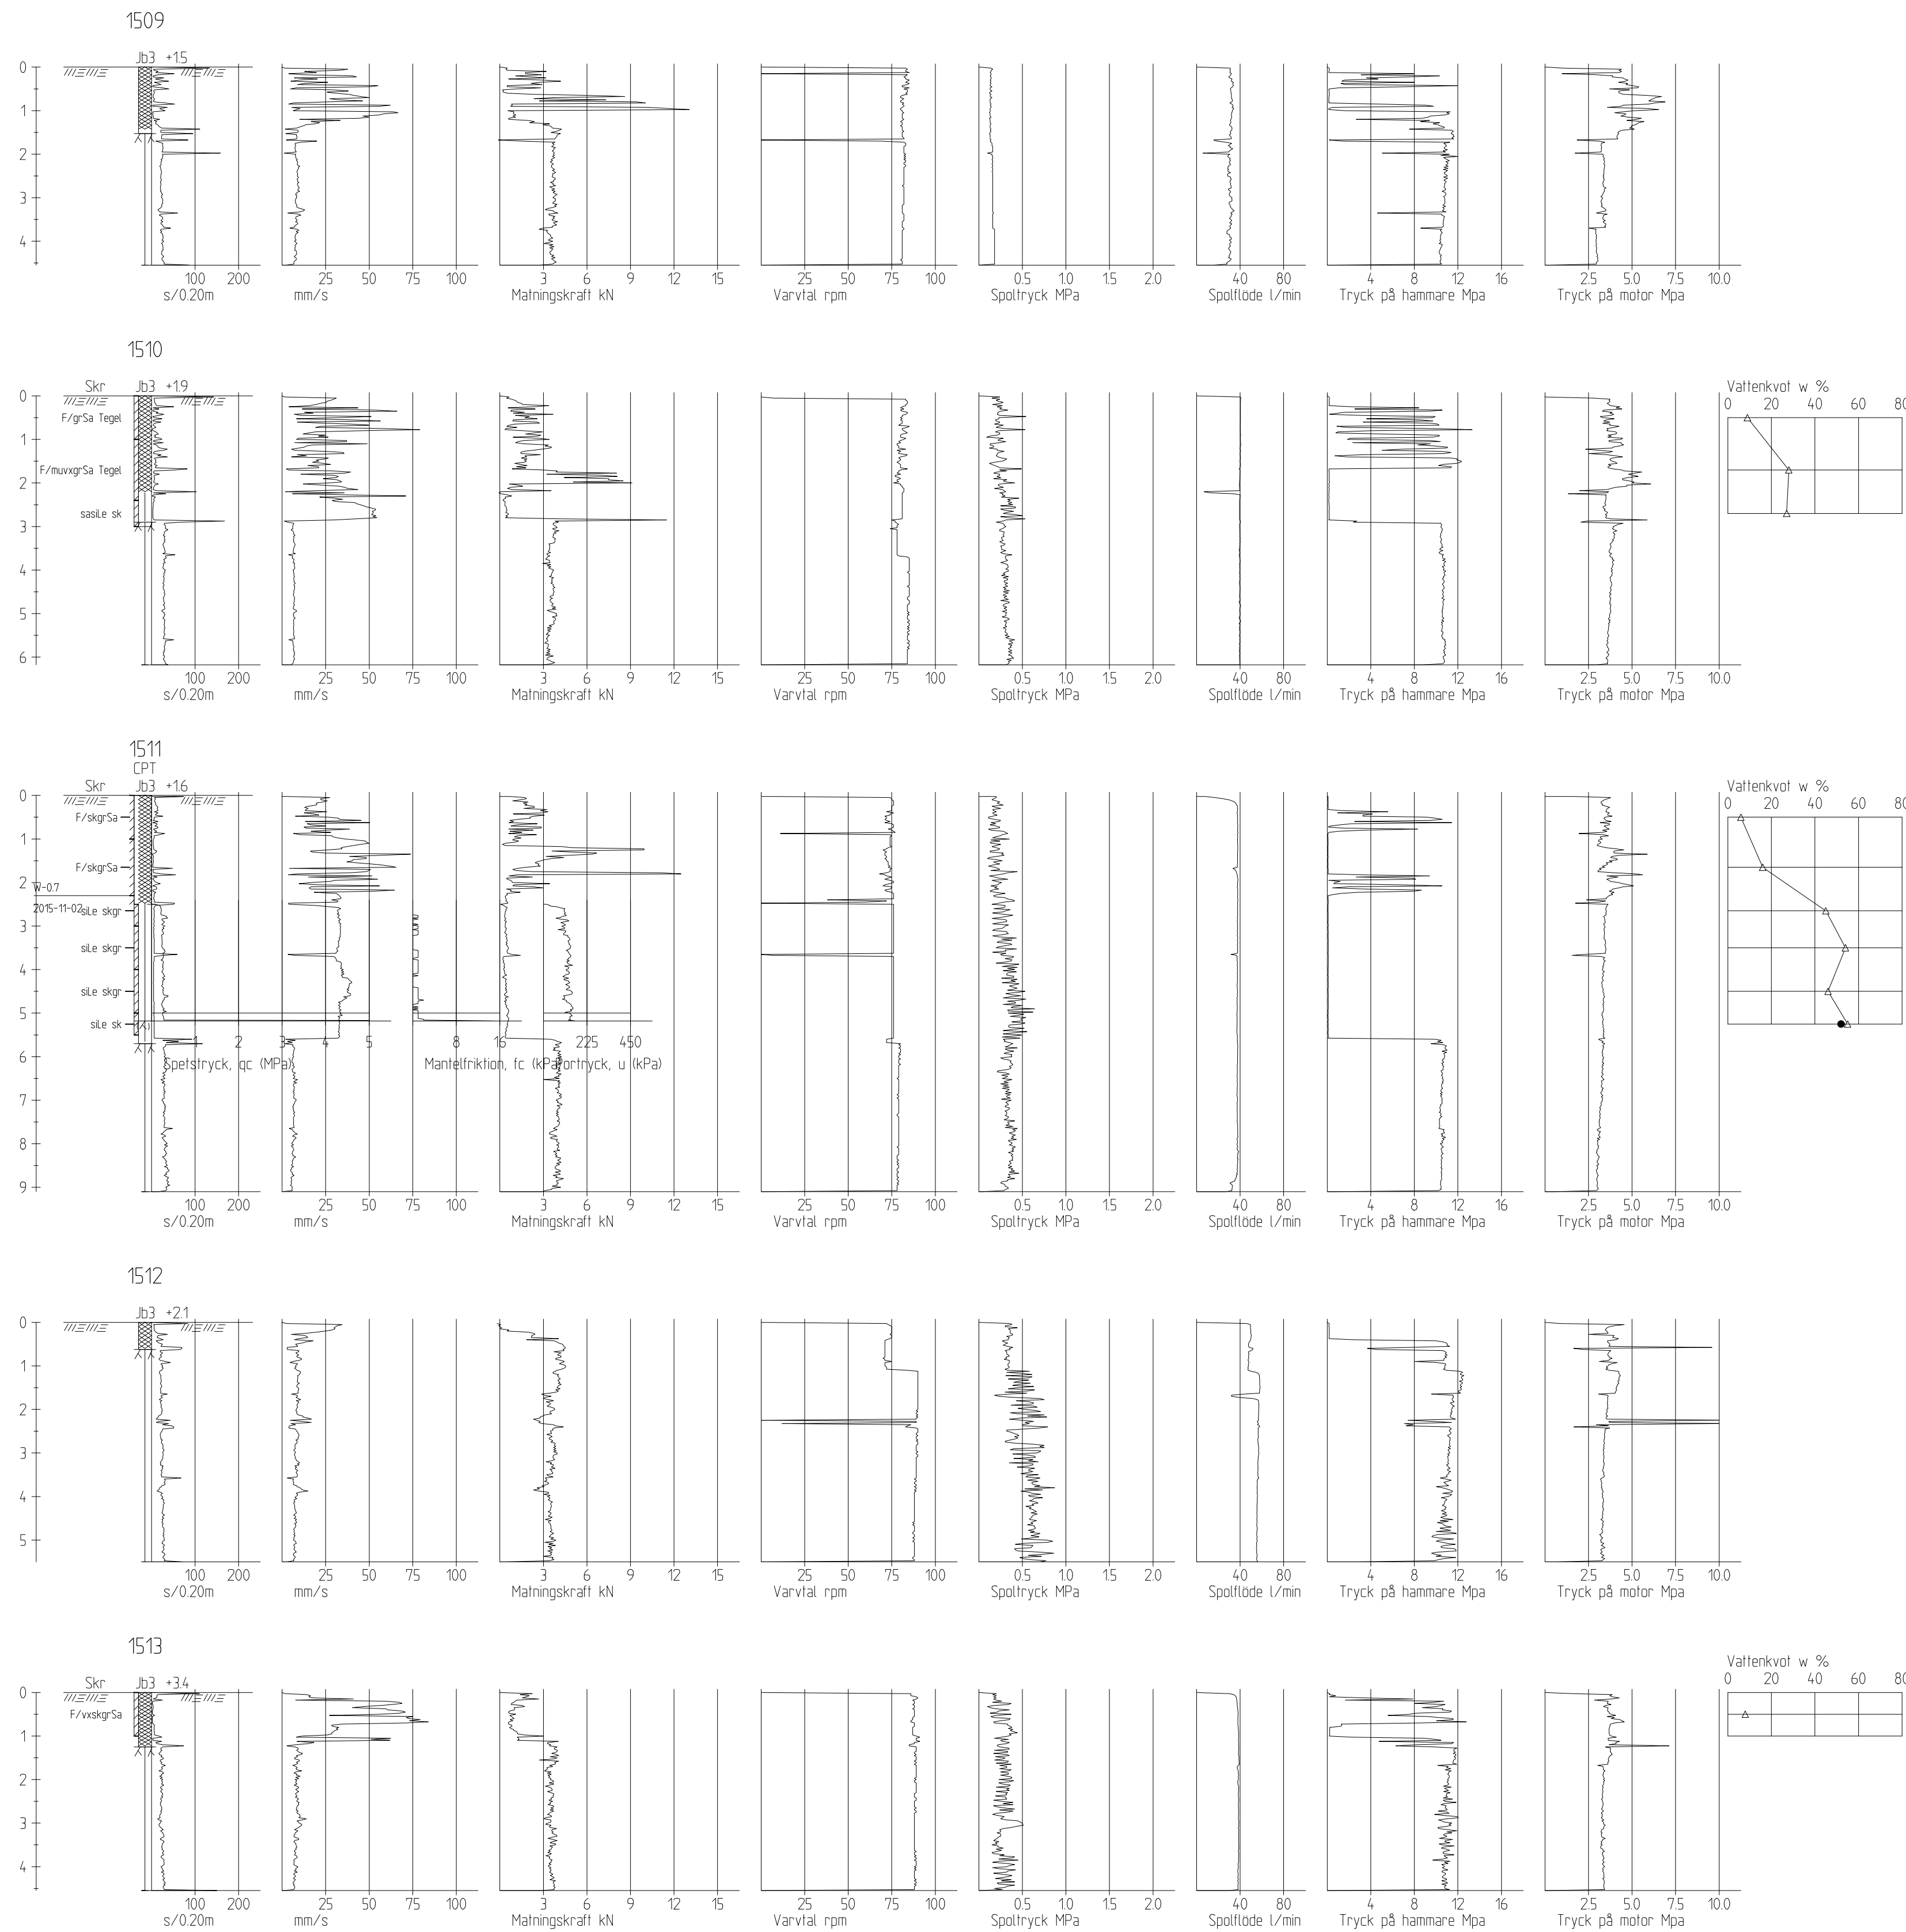 1509
Jb3 +1.5
0
1
2
3
4
100 200
s/0.20m
25 50 75 100
mm/s
3 6 9 12 15
Matningskraft kN
25 50 75 100
Varvtal rpm
0.5 1.0 1.5 2.0
Spoltryck MPa
40 80
Spolflöde l/min
4 8 12 16
Tryck på hammare Mpa
2.5 5.0 7.5 10.0
Tryck på motor Mpa
1510
Skr Jb3 +1.9
F/grSa Tegel
F/muvxgrSa Tegel
sasiLe sk
0
1
2
3
4
5
6
100 200
s/0.20m
25 50 75 100
mm/s
3 6 9 12 15
Matningskraft kN
25 50 75 100
Varvtal rpm
0.5 1.0 1.5 2.0
Spoltryck MPa
40 80
Spolflöde l/min
4 8 12 16
Tryck på hammare Mpa
2.5 5.0 7.5 10.0
Tryck på motor Mpa
Vattenkvot w %
0 20 40 60 80
1511
CPT
Skr Jb3 +1.6
F/skgrSa
F/skgrSa
W-0.7
2015-11-02
siLe skgr
siLe skgr
siLe skgr
siLe sk
0
1
2
3
4
5
6
7
8
9
1 2 3 4 5
Spetstryck, qc (MPa)
8 16
Mantelfriktion, fc (kPa)
225 450
Portryck, u (kPa)
100 200
s/0.20m
25 50 75 100
mm/s
3 6 9 12 15
Matningskraft kN
25 50 75 100
Varvtal rpm
0.5 1.0 1.5 2.0
Spoltryck MPa
40 80
Spolflöde l/min
4 8 12 16
Tryck på hammare Mpa
2.5 5.0 7.5 10.0
Tryck på motor Mpa
Vattenkvot w %
0 20 40 60 80
1512
Jb3 +2.1
0
1
2
3
4
5
100 200
s/0.20m
25 50 75 100
mm/s
3 6 9 12 15
Matningskraft kN
25 50 75 100
Varvtal rpm
0.5 1.0 1.5 2.0
Spoltryck MPa
40 80
Spolflöde l/min
4 8 12 16
Tryck på hammare Mpa
2.5 5.0 7.5 10.0
Tryck på motor Mpa
1513
Skr Jb3 +3.4
F/vxskgrSa
0
1
2
3
4
100 200
s/0.20m
25 50 75 100
mm/s
3 6 9 12 15
Matningskraft kN
25 50 75 100
Varvtal rpm
0.5 1.0 1.5 2.0
Spoltryck MPa
40 80
Spolflöde l/min
4 8 12 16
Tryck på hammare Mpa
2.5 5.0 7.5 10.0
Tryck på motor Mpa
Vattenkvot w %
0 20 40 60 80